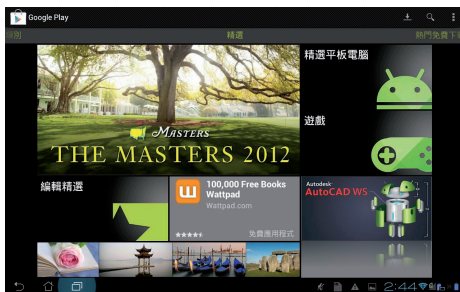 Google Play
類別
精選
熱門免費下
MASTERS
THE MASTERS 2012
精選平板電腦
遊戲
編輯精選
100,000 Free Books
Wattpad
Wattpad.com
免費應用程式
Autodesk
AutoCAD WS
2:44